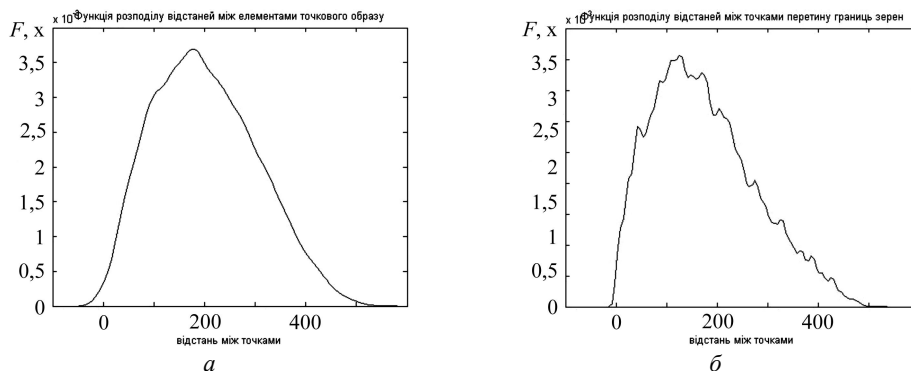 x 10⁻³ Функція розподілу відстаней між елементами точкового образу
F, x
3,5
3
2,5
2
1,5
1
0,5
0
0 200 400
відстань між точками
а
x 10⁻³ Функція розподілу відстаней між точками перетину границь зерен
F, x
3,5
3
2,5
2
1,5
1
0,5
0
0 200 400
відстань між точками
б